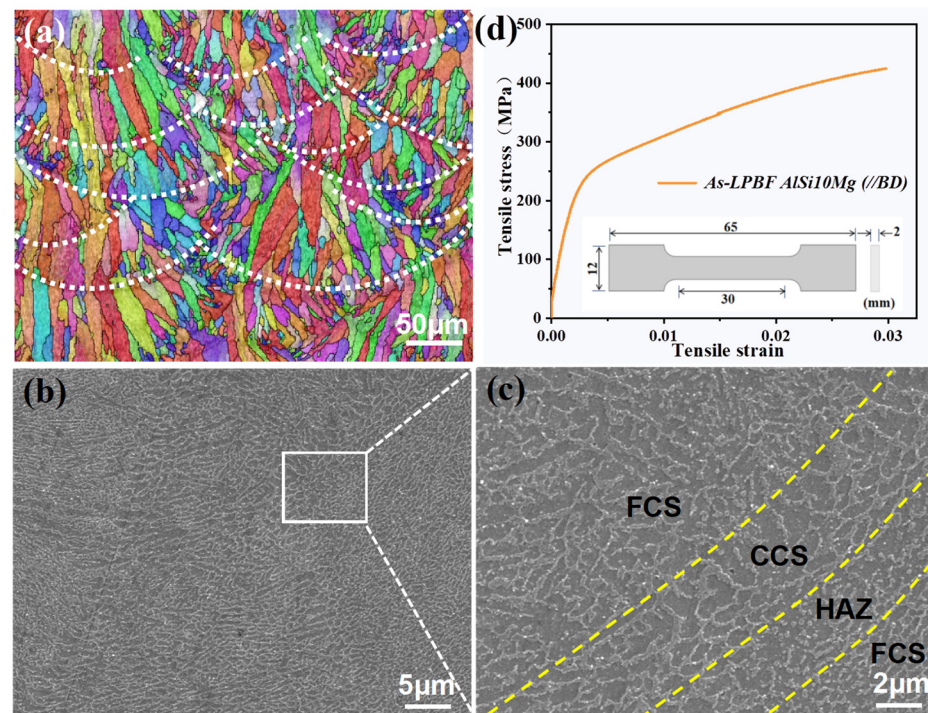 (a)
50μm
(d)
Tensile stress (MPa)
500
400
300
200
100
0
As-LPBF AlSi10Mg (//BD)
65
2
12
30
(mm)
0.00
0.01
0.02
0.03
Tensile strain
(b)
5μm
(c)
FCS
CCS
HAZ
FCS
2μm